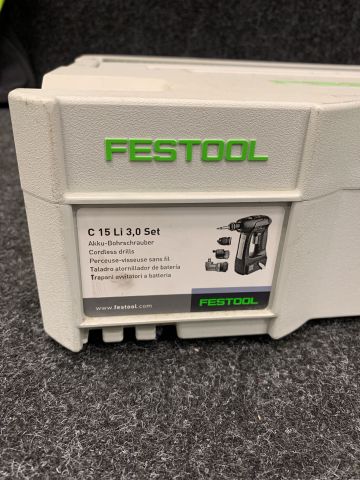 FESTOOL
C 15 Li 3,0 Set
Akku-Bohrschrauber
Cordless drills
Perceuse-visseuse sans fil
Taladro atornillador de batería
Trapani avvitatori a batteria
www.festool.com
FESTOOL